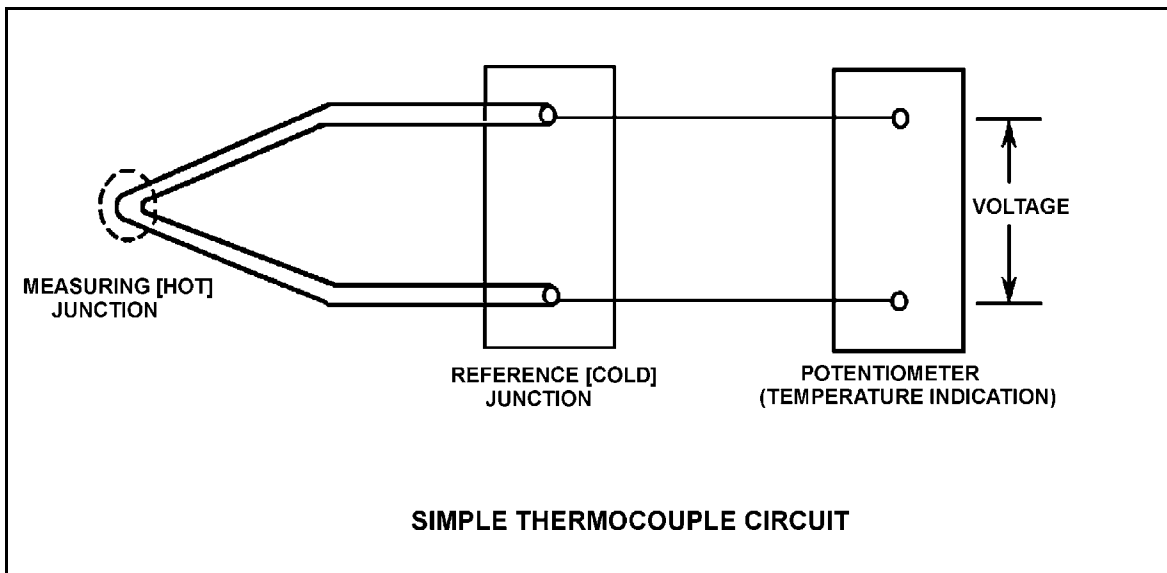 VOLTAGE
MEASURING [HOT]
JUNCTION
REFERENCE [COLD]
JUNCTION
POTENTIOMETER
(TEMPERATURE INDICATION)
SIMPLE THERMOCOUPLE CIRCUIT